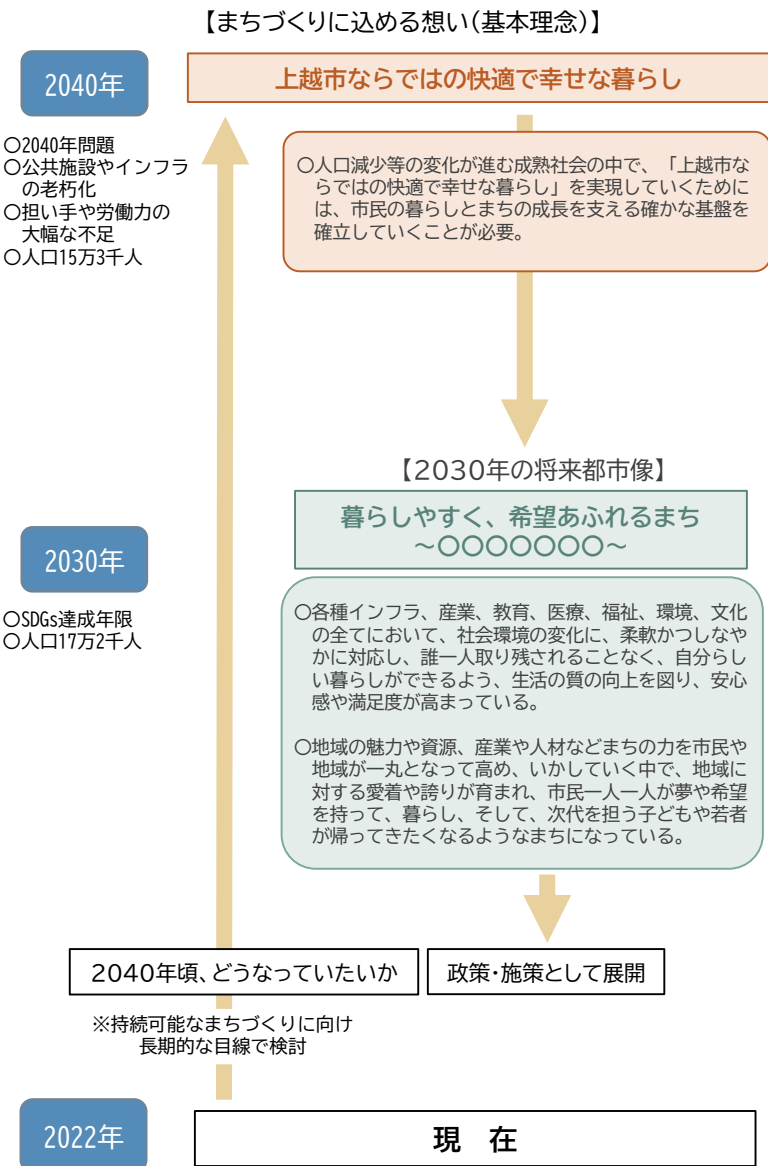 【まちづくりに込める想い(基本理念)】
2040年
上越市ならではの快適で幸せな暮らし
〇2040年問題
〇公共施設やインフラ
の老朽化
〇担い手や労働力の
大幅な不足
〇人口15万3千人
〇人口減少等の変化が進む成熟社会の中で、「上越市な
らではの快適で幸せな暮らし」を実現していくために
は、市民の暮らしとまちの成長を支える確かな基盤を
確立していくことが必要。
【2030年の将来都市像】
暮らしやすく、希望あふれるまち
~〇〇〇〇〇〇〇~
2030年
〇SDGs達成年限
〇人口17万2千人
〇各種インフラ、産業、教育、医療、福祉、環境、文化
の全てにおいて、社会環境の変化に、柔軟かつしなや
かに対応し、誰一人取り残されることなく、自分らし
い暮らしができるよう、生活の質の向上を図り、安心
感や満足度が高まっている。
〇地域の魅力や資源、産業や人材などまちの力を市民や
地域が一丸となって高め、いかしていく中で、地域に
対する愛着や誇りが育まれ、市民一人一人が夢や希望
を持って、暮らし、そして、次代を担う子どもや若者
が帰ってきたくなるようなまちになっている。
2040年頃、どうなっていたいか
政策・施策として展開
※持続可能なまちづくりに向け
長期的な目線で検討
2022年
現 在